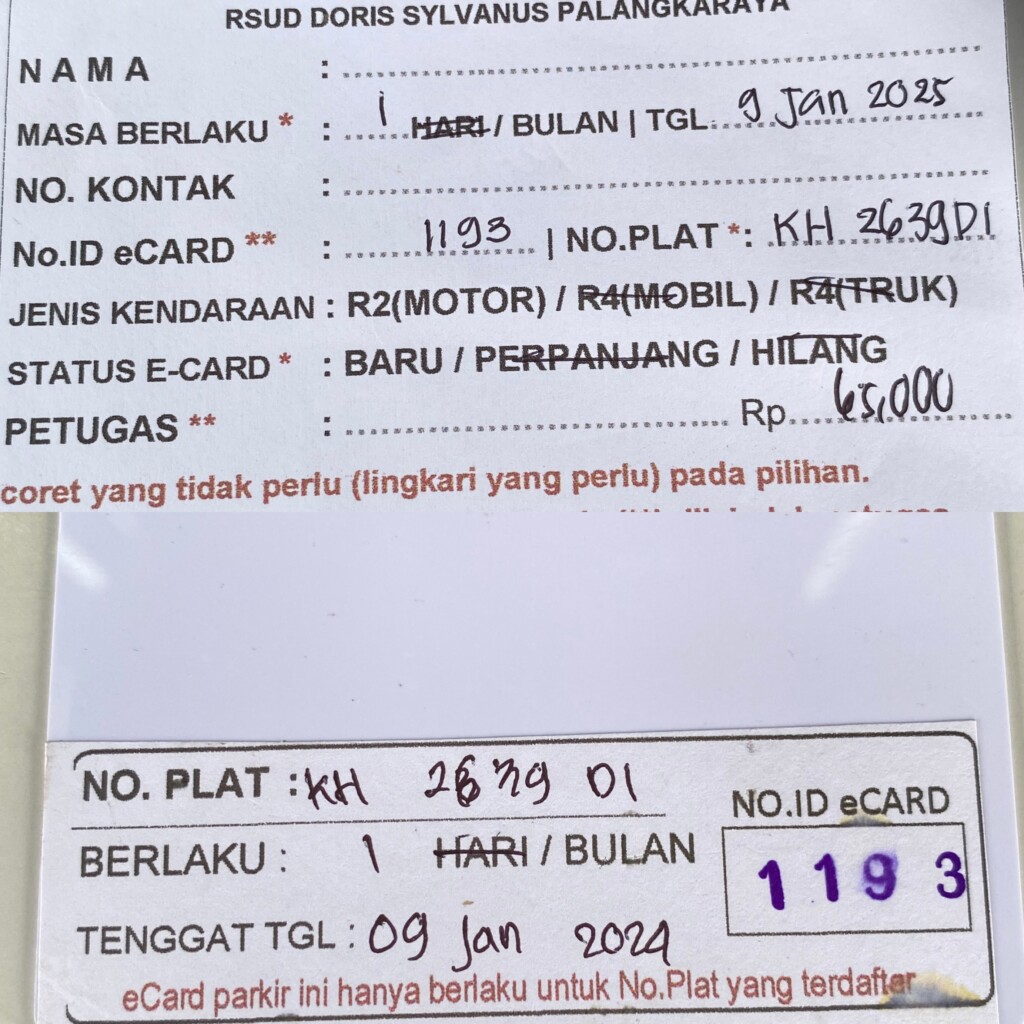 RSUD DORIS SYLVANUS PALANGKARAYA
NAMA :
MASA BERLAKU * : 1 HARI / BULAN | TGL. 9 Jan 2025
NO. KONTAK :
No.ID eCARD ** : 1193 | NO.PLAT *: KH 2639DI
JENIS KENDARAAN : R2(MOTOR) / R4(MOBIL) / R4(TRUK)
STATUS E-CARD * : BARU / PERPANJANG / HILANG
PETUGAS ** : Rp. 65,000
coret yang tidak perlu (lingkari yang perlu) pada pilihan.
NO. PLAT : KH 2639 DI
NO.ID eCARD
BERLAKU : 1 HARI / BULAN
1193
TENGGAT TGL : 09 Jan 2024
eCard parkir ini hanya berlaku untuk No.Plat yang terdaftar